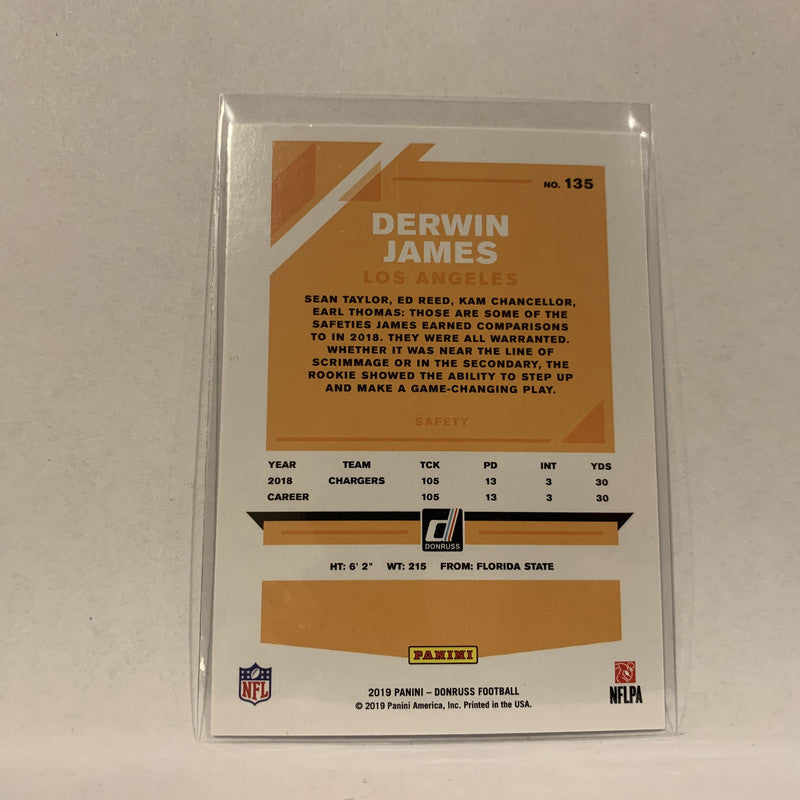 NO. 135
DERWIN
JAMES
LOS ANGELES
SEAN TAYLOR, ED REED, KAM CHANCELLOR,
EARL THOMAS: THOSE ARE SOME OF THE
SAFETIES JAMES EARNED COMPARISONS
TO IN 2018. THEY WERE ALL WARRANTED.
WHETHER IT WAS NEAR THE LINE OF
SCRIMMAGE OR IN THE SECONDARY, THE
ROOKIE SHOWED THE ABILITY TO STEP UP
AND MAKE A GAME-CHANGING PLAY.
SAFETY
YEAR TEAM TCK PD INT YDS
2018 CHARGERS 105 13 3 30
CAREER 105 13 3 30
d
DONRUSS
HT: 6' 2" WT: 215 FROM: FLORIDA STATE
PANINI
NFL
2019 PANINI – DONRUSS FOOTBALL
© 2019 Panini America, Inc. Printed in the USA.
NFLPA